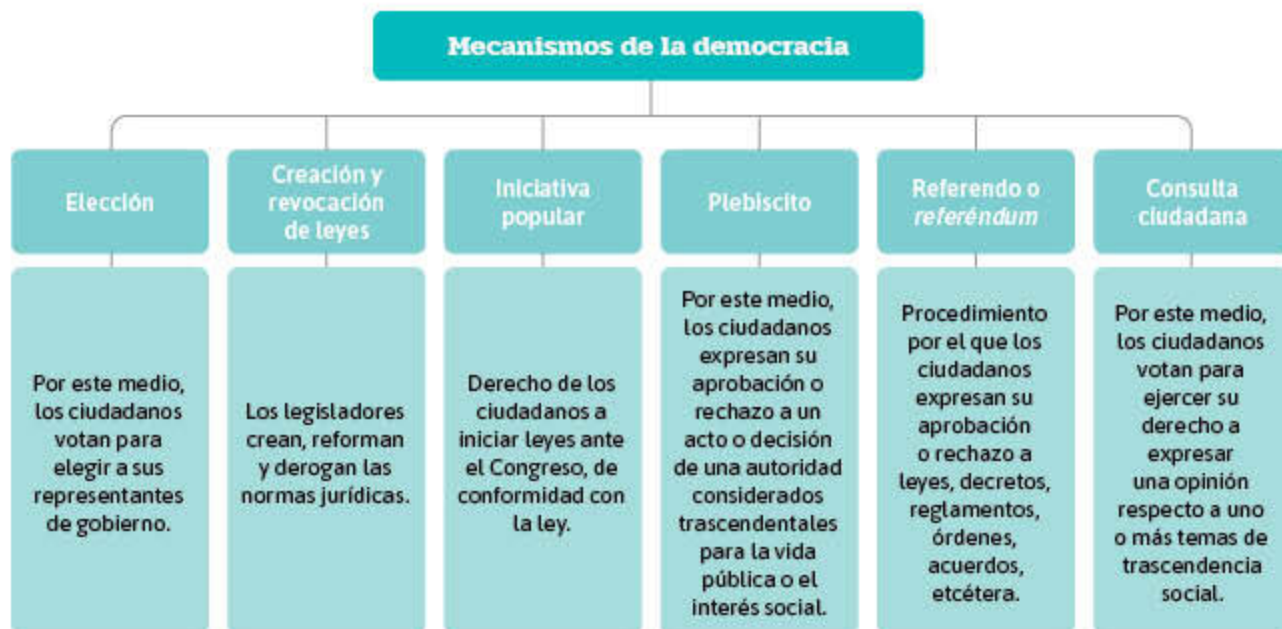 Mecanismos de la democracia
Elección
Por este medio,
los ciudadanos
votan para
elegir a sus
representantes
de gobierno.
Creación y
revocación
de leyes
Los legisladores
crean, reforman
y derogan las
normas jurídicas.
Iniciativa
popular
Derecho de los
ciudadanos a
iniciar leyes ante
el Congreso, de
conformidad con
la ley.
Plebiscito
Por este medio,
los ciudadanos
expresan su
aprobación o
rechazo a un
acto o decisión
de una autoridad
considerados
trascendentales
para la vida
pública o el
interés social.
Referendo o
referéndum
Procedimiento
por el que los
ciudadanos
expresan su
aprobación
o rechazo a
leyes, decretos,
reglamentos,
órdenes,
acuerdos,
etcétera.
Consulta
ciudadana
Por este medio,
los ciudadanos
votan para
ejercer su
derecho a
expresar
una opinión
respecto a uno
o más temas de
trascendencia
social.